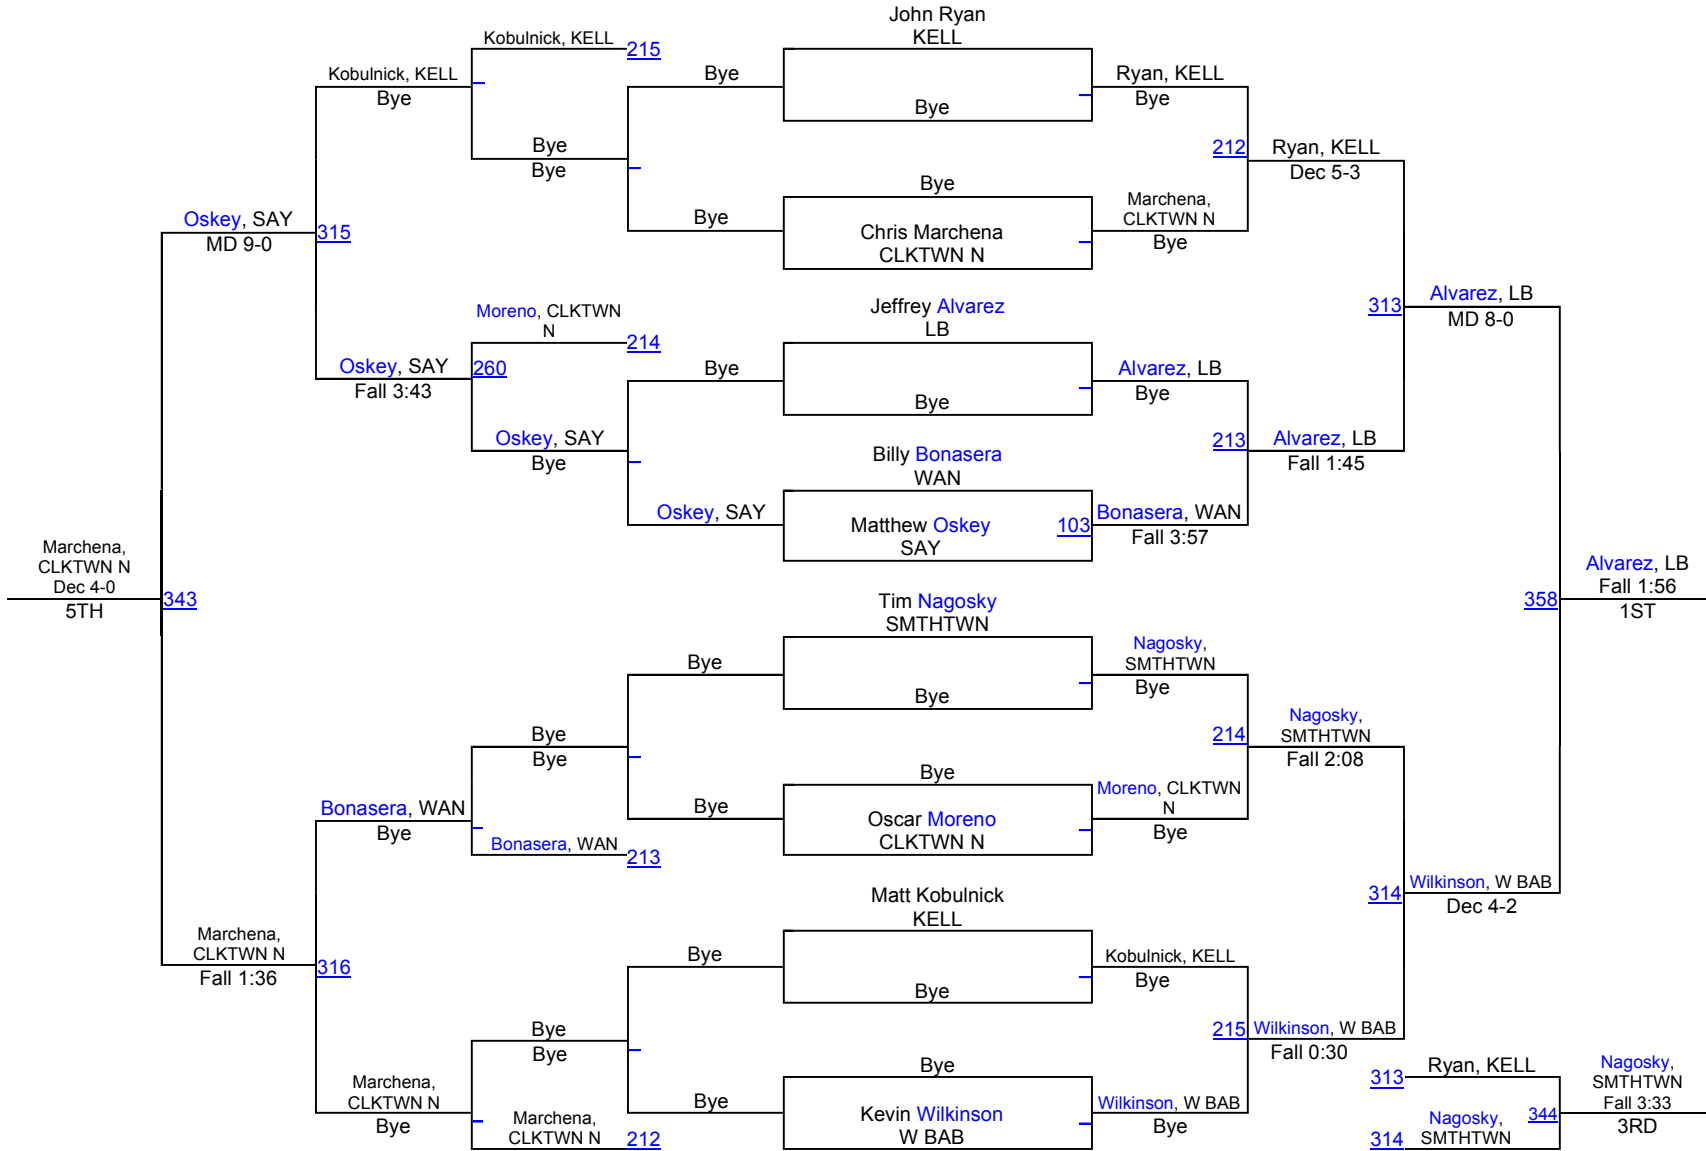 John Ryan
KELL
Kobulnick, KELL
215
Kobulnick, KELL
Bye
Bye
Bye
Ryan, KELL
Bye
Bye
Bye
212
Ryan, KELL
Dec 5-3
Bye
Bye
Chris Marchena
CLKTWN N
Marchena,
CLKTWN N
Bye
Oskey, SAY
MD 9-0
315
Jeffrey Alvarez
LB
Moreno, CLKTWN
N
214
313
Alvarez, LB
MD 8-0
Oskey, SAY
Fall 3:43
260
Bye
Bye
Alvarez, LB
Bye
Oskey, SAY
Bye
Billy Bonasera
WAN
213
Alvarez, LB
Fall 1:45
Oskey, SAY
Matthew Oskey
SAY
103
Bonasera, WAN
Fall 3:57
Marchena,
CLKTWN N
Dec 4-0
5TH
343
Tim Nagosky
SMTHTWN
358
Alvarez, LB
Fall 1:56
1ST
Bye
Bye
Nagosky,
SMTHTWN
Bye
Bye
Bye
214
Nagosky,
SMTHTWN
Fall 2:08
Bonasera, WAN
Bye
Bye
Bye
Oscar Moreno
CLKTWN N
Moreno, CLKTWN
N
Bye
Bonasera, WAN
213
Matt Kobulnick
KELL
314
Wilkinson, W BAB
Dec 4-2
Marchena,
CLKTWN N
Fall 1:36
316
Bye
Bye
Kobulnick, KELL
Bye
Bye
Bye
215
Wilkinson, W BAB
Fall 0:30
Marchena,
CLKTWN N
Bye
Bye
Bye
Kevin Wilkinson
W BAB
Wilkinson, W BAB
Bye
Marchena,
CLKTWN N
212
313
Ryan, KELL
314
Nagosky,
SMTHTWN
344
Nagosky,
SMTHTWN
Fall 3:33
3RD